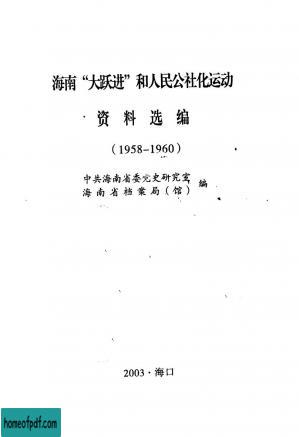 海南“大跃进”和人民公社化运动
资料选编
(1958-1960)
中共海南省委党史研究室
海南省档案局(馆)
编
2003·海口
homeofpdf.com